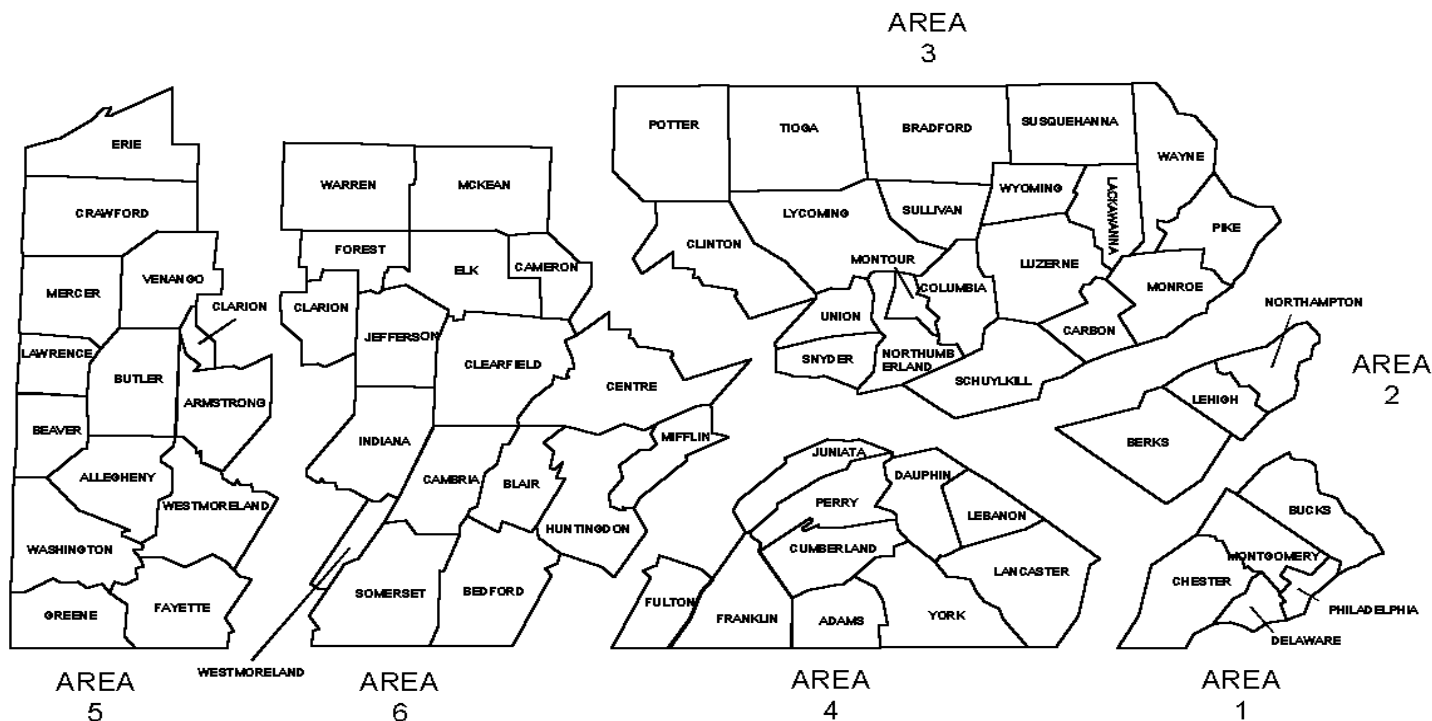 AREA
3
POTTER
TIOGA
BRADFORD
SUSQUEHANNA
WAYNE
WYOMING
LACKAWANNA
SULLIVAN
LYCOMING
CLINTON
PIKE
LUZERNE
MONTOUR
COLUMBIA
MONROE
UNION
CARBON
SNYDER
NORTHUMB
ERLAND
SCHUYLKILL
ERIE
CRAWFORD
VENANGO
MERCER
CLARION
LAWRENCE
BUTLER
ARMSTRONG
BEAVER
ALLEGHENY
WESTMORELAND
WASHINGTON
GREENE
FAYETTE
AREA
5
WARREN
MCKEAN
FOREST
ELK
CAMERON
CLARION
JEFFERSON
CLEARFIELD
CENTRE
INDIANA
MIFFLIN
CAMBRIA
BLAIR
HUNTINGDON
SOMERSET
BEDFORD
WESTMORELAND
AREA
6
JUNIATA
DAUPHIN
PERRY
LEBANON
CUMBERLAND
LANCASTER
FULTON
FRANKLIN
ADAMS
YORK
AREA
4
NORTHAMPTON
LEHIGH
BERKS
AREA
2
BUCKS
MONTGOMERY
CHESTER
PHILADELPHIA
DELAWARE
AREA
1